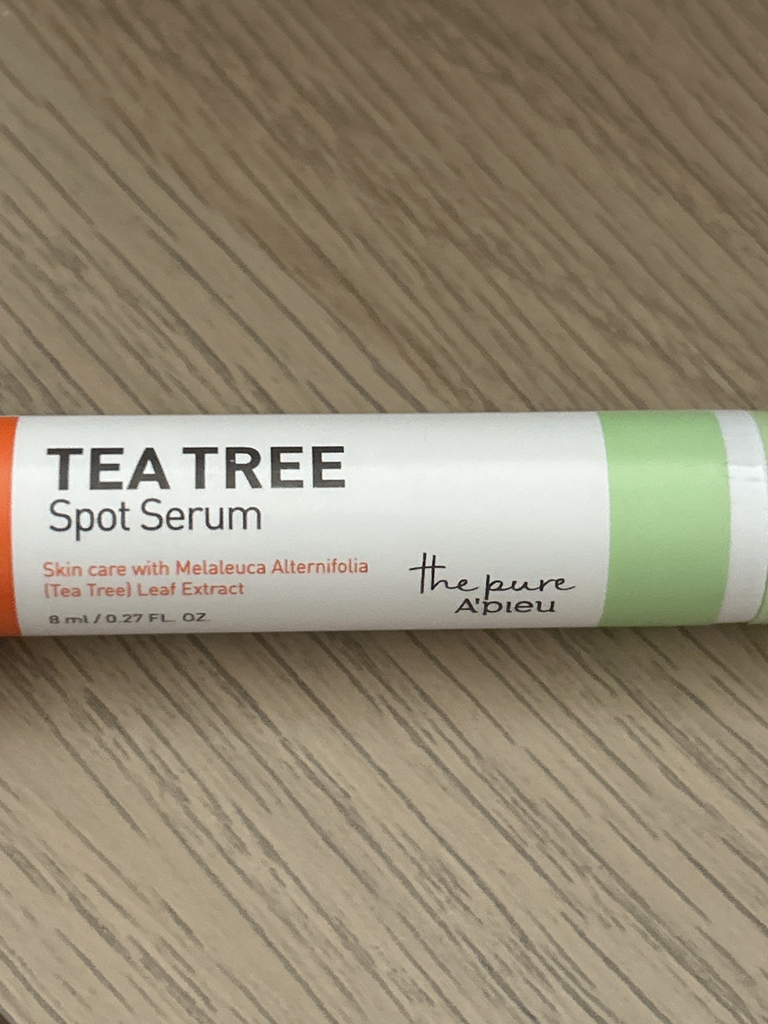 TEA TREE
Spot Serum
Skin care with Melaleuca Alternifolia
(Tea Tree) Leaf Extract
8 ml / 0.27 FL. OZ.
the pure
A'pieu